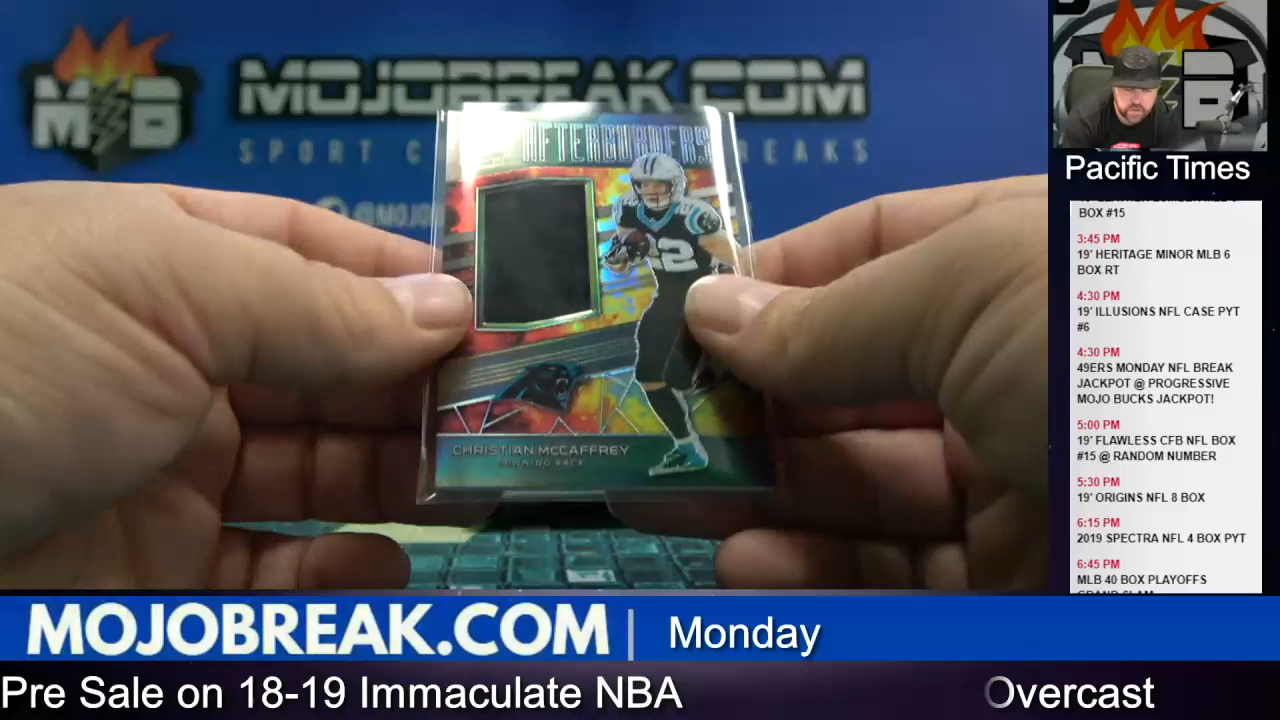 MOJOBREAK.COM
M B
SPORT C REAKS
@MOJO
AFTERBURNERS
22
CHRISTIAN McCAFFREY
RUNNING BACK
Pacific Times
BOX #15
3:45 PM
19' HERITAGE MINOR MLB 6
BOX RT
4:30 PM
19' ILLUSIONS NFL CASE PYT
#6
4:30 PM
49ERS MONDAY NFL BREAK
JACKPOT @ PROGRESSIVE
MOJO BUCKS JACKPOT!
5:00 PM
19' FLAWLESS CFB NFL BOX
#15 @ RANDOM NUMBER
5:30 PM
19' ORIGINS NFL 8 BOX
6:15 PM
2019 SPECTRA NFL 4 BOX PYT
6:45 PM
MLB 40 BOX PLAYOFFS
GRAND SLAM
MOJOBREAK.COM | Monday
Pre Sale on 18-19 Immaculate NBA Overcast